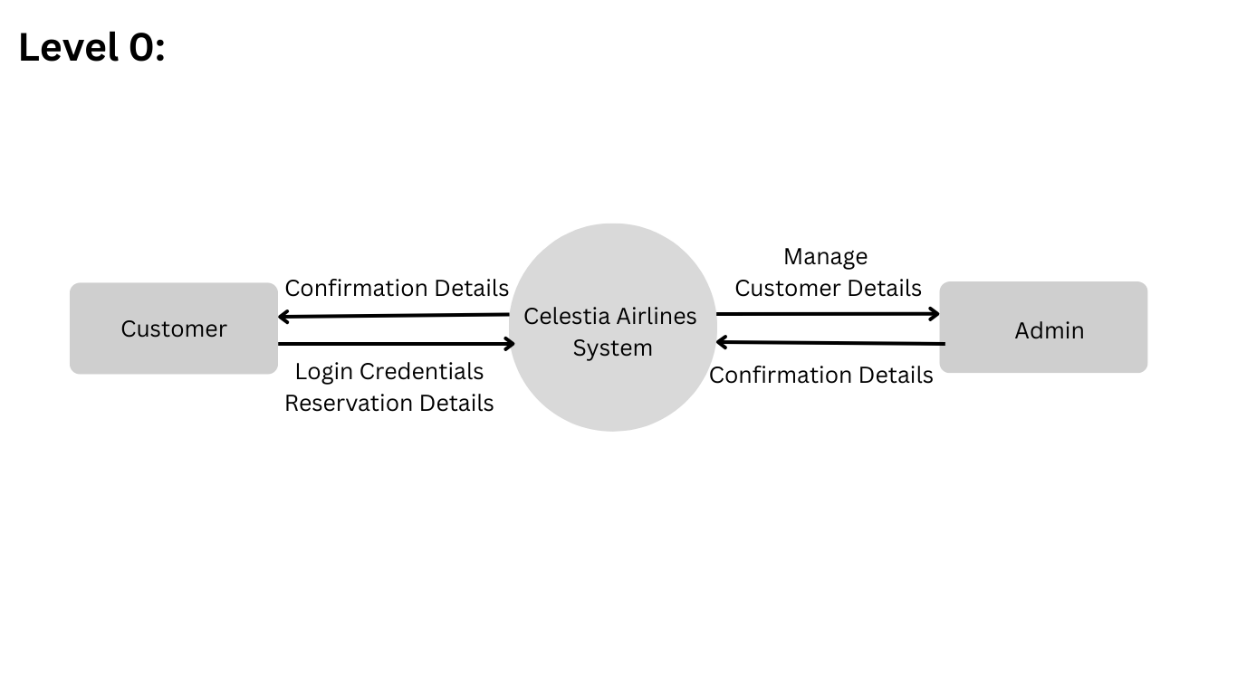 Level 0:
Customer
Confirmation Details
Login Credentials
Reservation Details
Celestia Airlines
System
Manage
Customer Details
Confirmation Details
Admin